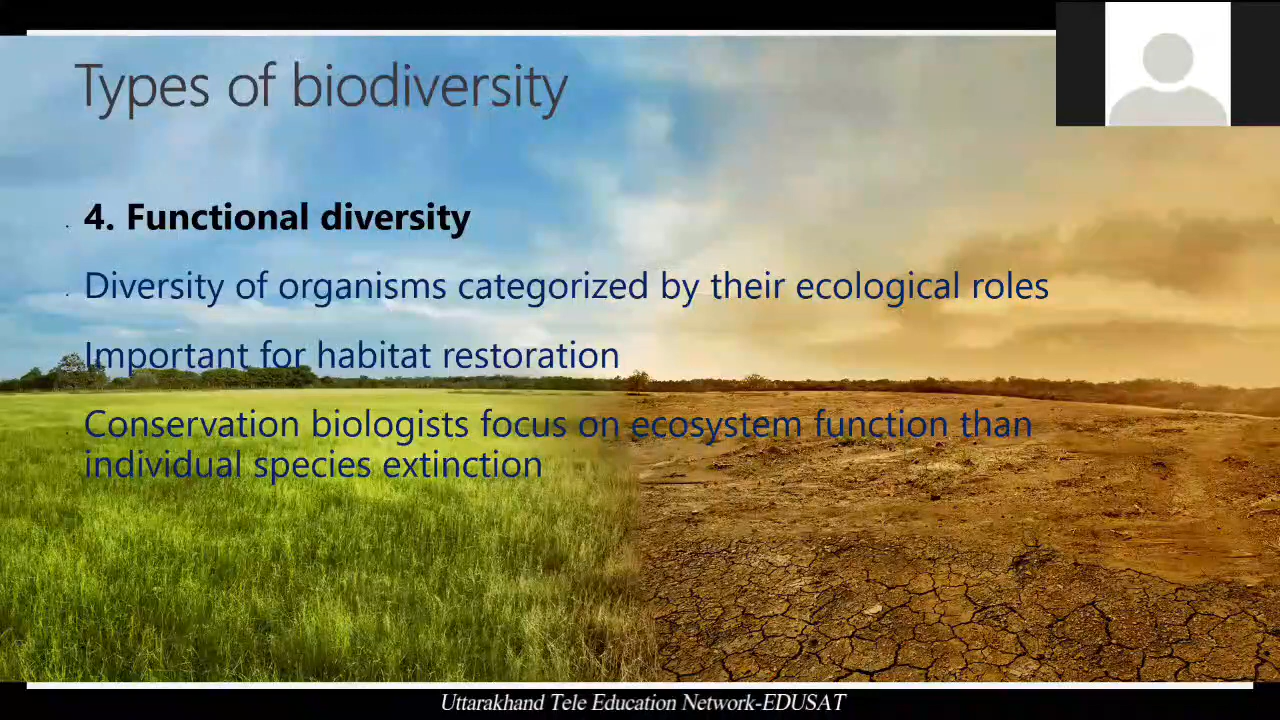 Types of biodiversity
4. Functional diversity
Diversity of organisms categorized by their ecological roles
Important for habitat restoration
Conservation biologists focus on ecosystem function than
individual species extinction
Uttarakhand Tele Education Network-EDUSAT